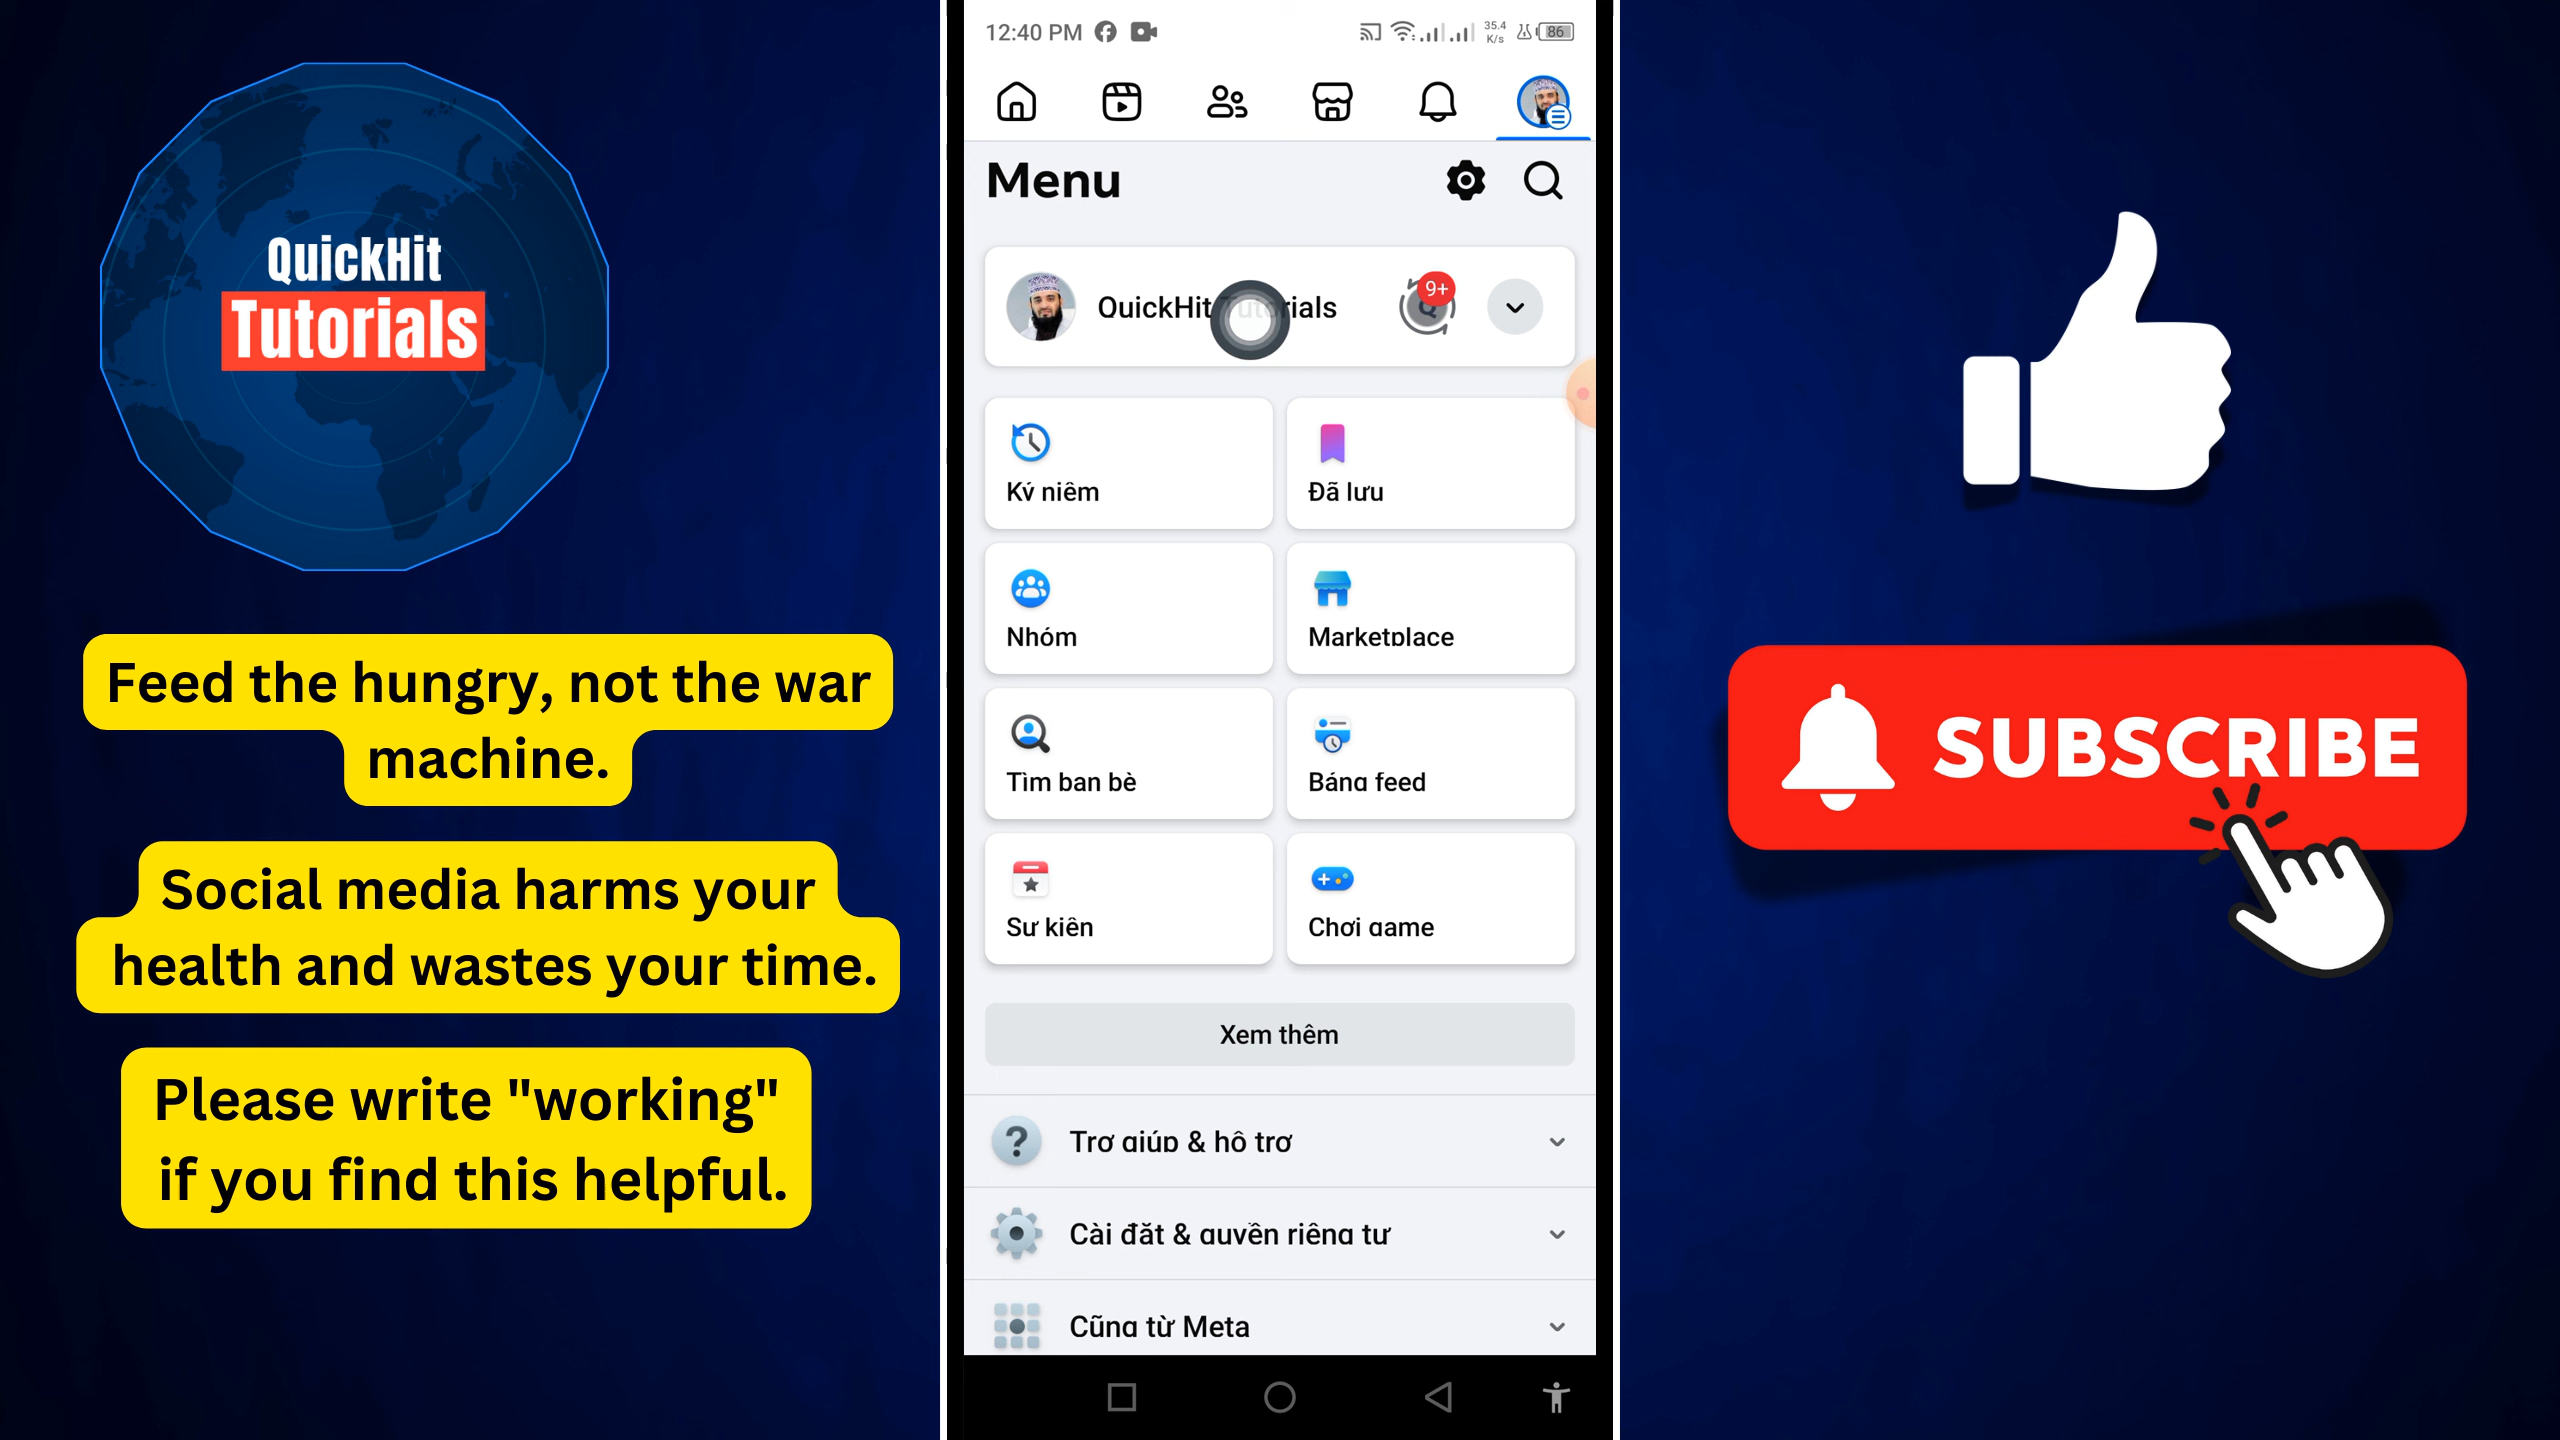 QuickHit
Tutorials
Feed the hungry, not the war
machine.
Social media harms your
health and wastes your time.
Please write "working"
if you find this helpful.
12:40 PM
35.4
K/s
86
Menu
QuickHit Tutorials
9+
Q
Kỷ niệm
Đã lưu
Nhóm
Marketplace
Tìm bạn bè
Bảng feed
Sự kiện
Chơi game
Xem thêm
Trợ giúp & hỗ trợ
Cài đặt & quyền riêng tư
Cũng từ Meta
SUBSCRIBE